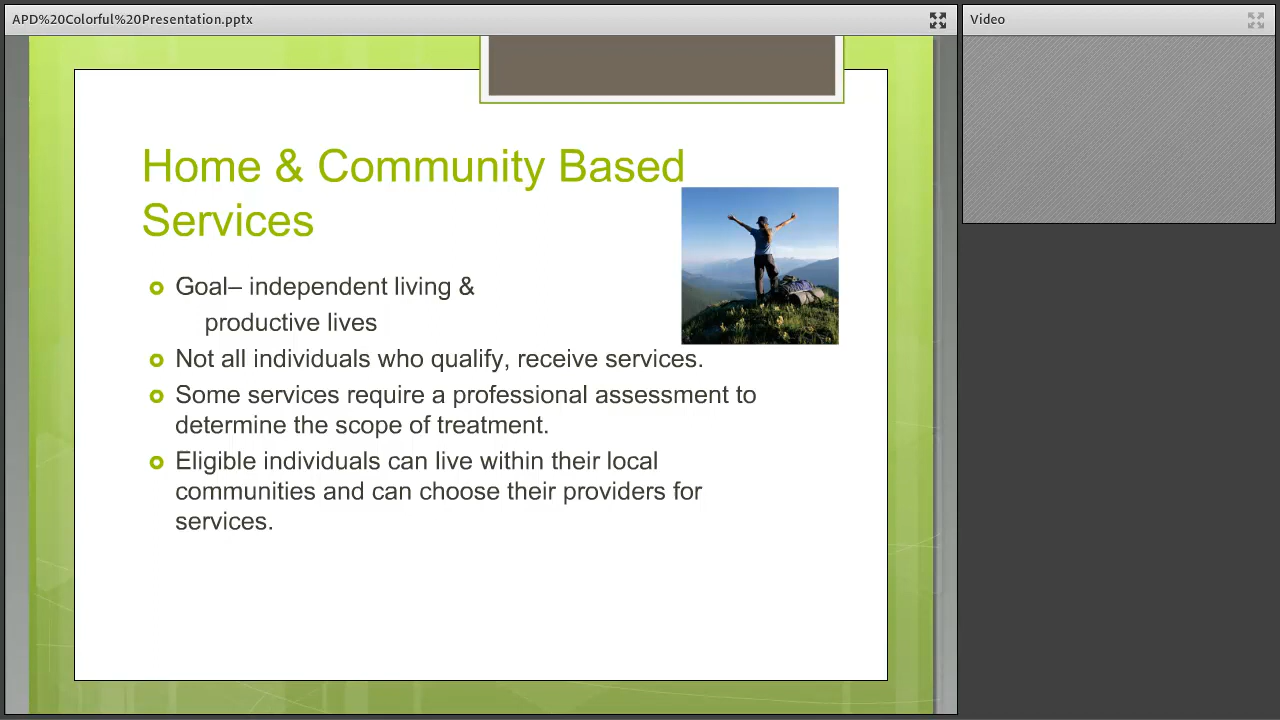 APD%20Colorful%20Presentation.pptx
Video
Home & Community Based
Services
Goal– independent living &
productive lives
Not all individuals who qualify, receive services.
Some services require a professional assessment to
determine the scope of treatment.
Eligible individuals can live within their local
communities and can choose their providers for
services.